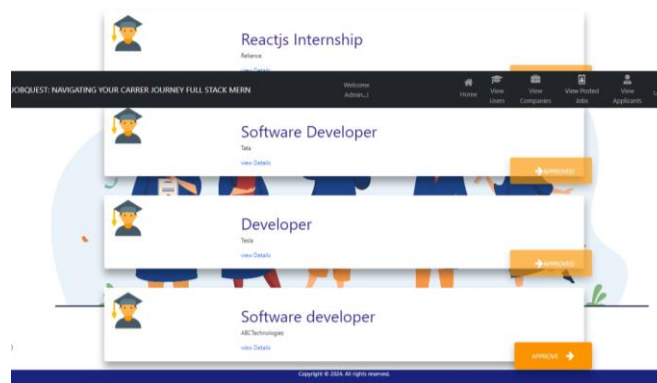 Reactjs Internship
Reliance
view Details
JOBQUEST: NAVIGATING YOUR CARRER JOURNEY FULL STACK MERN
Welcome
Admin...!
Home
View
Users
View
Companies
View Posted
Jobs
View
Applicants
Software Developer
Tata
view Details
APPROVED
Developer
Tesla
view Details
APPROVED
Software developer
ABCTechnologies
view Details
APPROVE
Copyright © 2024. All rights reserved.